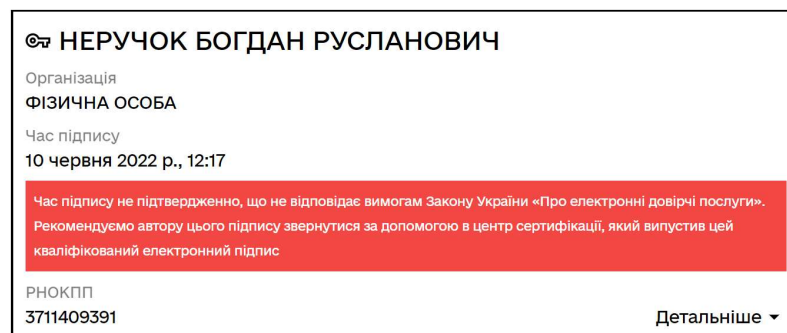 НЕРУЧОК БОГДАН РУСЛАНОВИЧ
Організація
ФІЗИЧНА ОСОБА
Час підпису
10 червня 2022 р., 12:17
Час підпису не підтвердженно, що не відповідає вимогам Закону України «Про електронні довірчі послуги».
Рекомендуємо автору цього підпису звернутися за допомогою в центр сертифікації, який випустив цей
кваліфікований електронний підпис
РНОКПП
3711409391 Детальніше